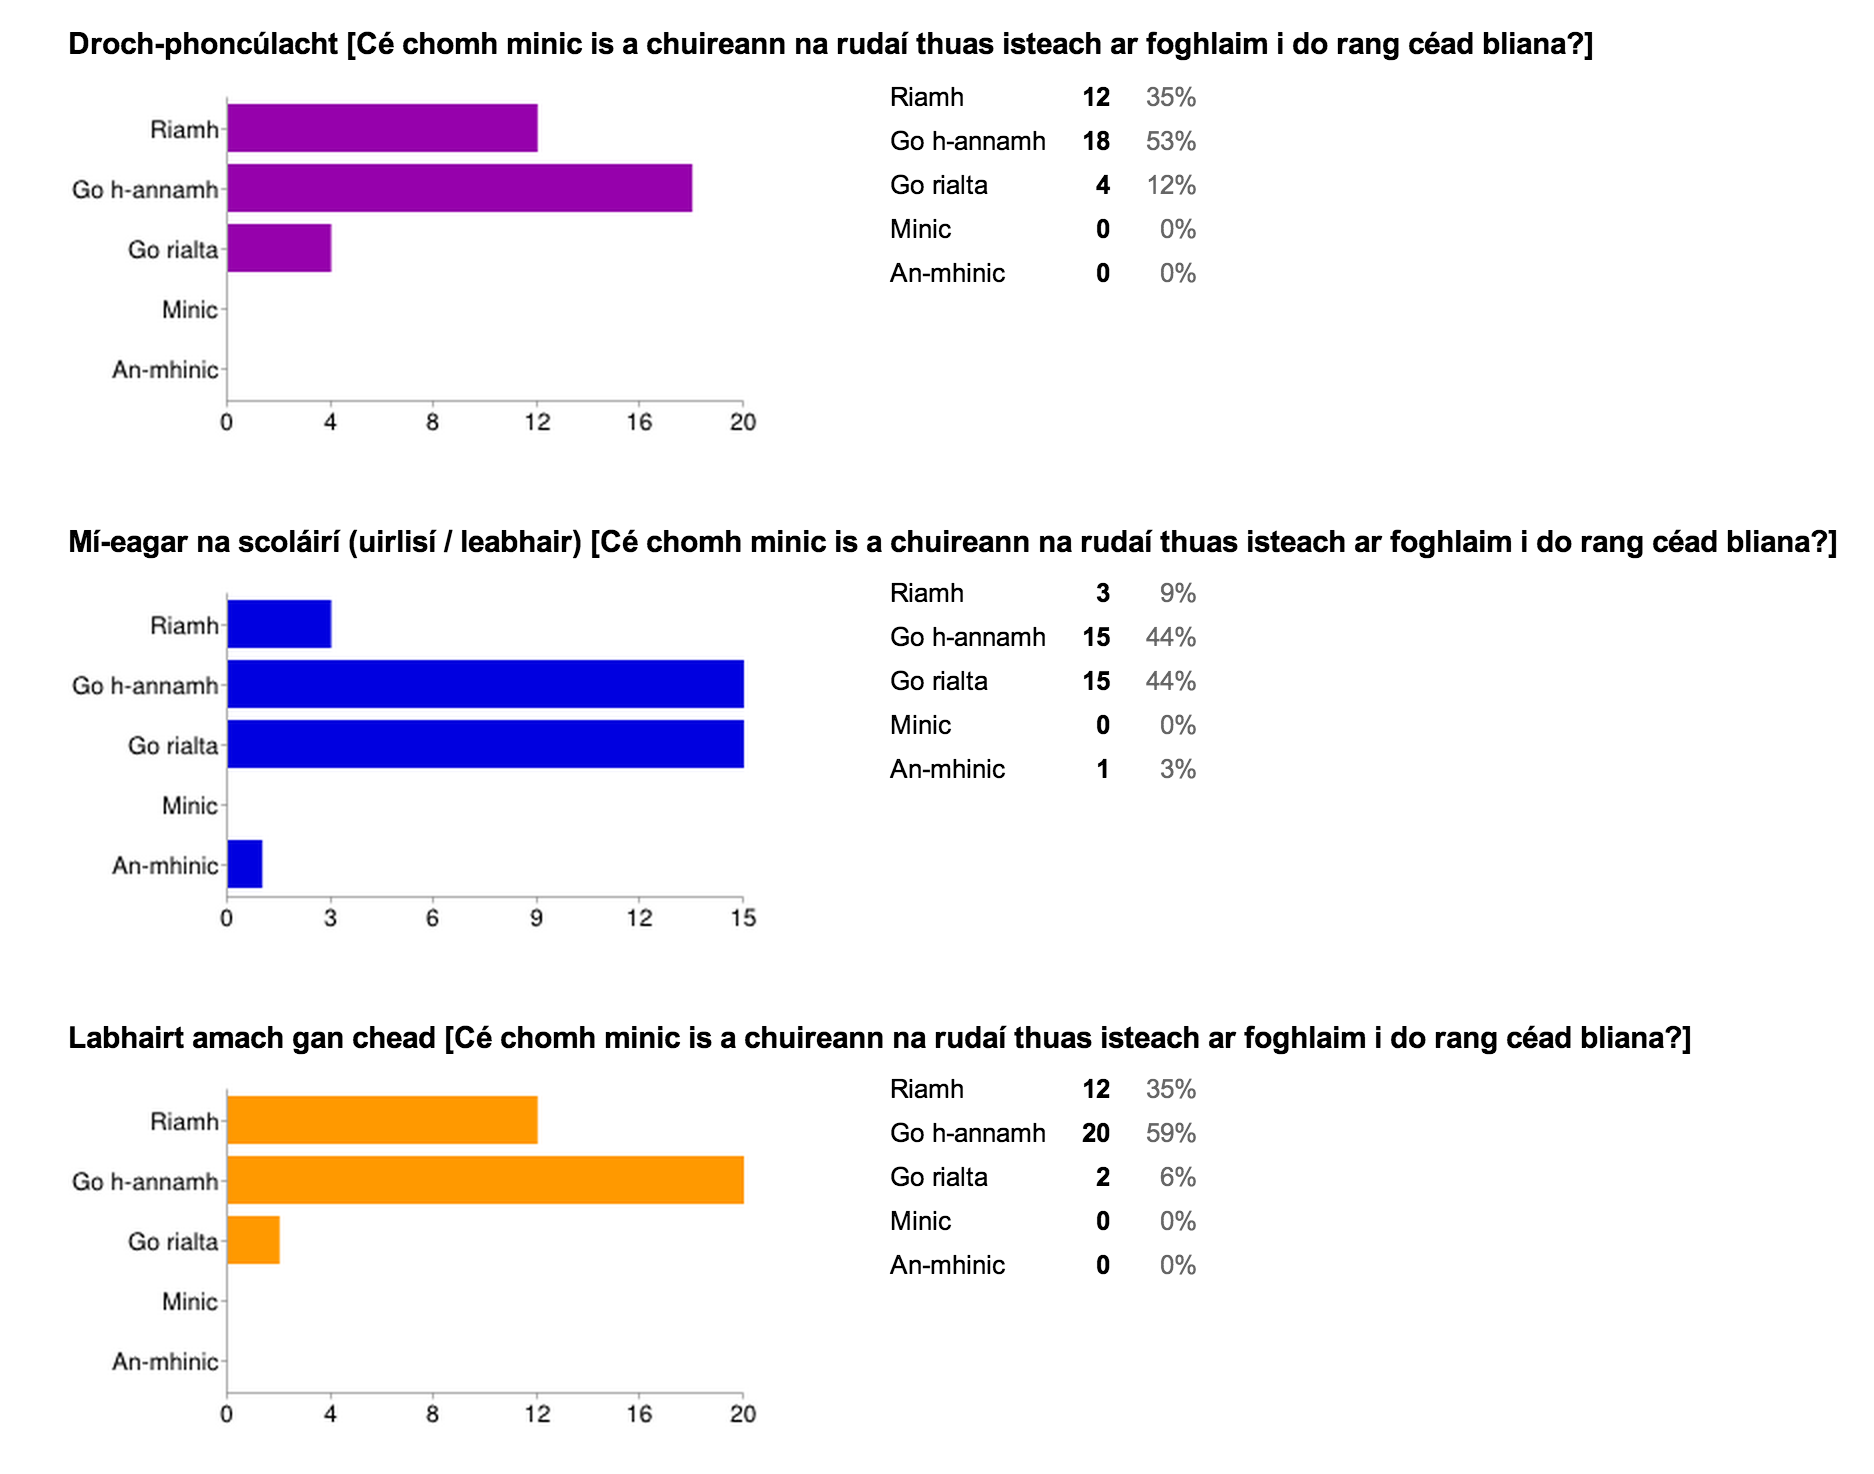 Droch-phoncúlacht [Cé chomh minic is a chuireann na rudaí thuas isteach ar foghlaim i do rang céad bliana?]
Riamh
Go h-annamh
Go rialta
Minic
An-mhinic
0 4 8 12 16 20
Riamh 12 35%
Go h-annamh 18 53%
Go rialta 4 12%
Minic 0 0%
An-mhinic 0 0%
Mí-eagar na scoláirí (uirlisí / leabhair) [Cé chomh minic is a chuireann na rudaí thuas isteach ar foghlaim i do rang céad bliana?]
Riamh
Go h-annamh
Go rialta
Minic
An-mhinic
0 3 6 9 12 15
Riamh 3 9%
Go h-annamh 15 44%
Go rialta 15 44%
Minic 0 0%
An-mhinic 1 3%
Labhairt amach gan chead [Cé chomh minic is a chuireann na rudaí thuas isteach ar foghlaim i do rang céad bliana?]
Riamh
Go h-annamh
Go rialta
Minic
An-mhinic
0 4 8 12 16 20
Riamh 12 35%
Go h-annamh 20 59%
Go rialta 2 6%
Minic 0 0%
An-mhinic 0 0%